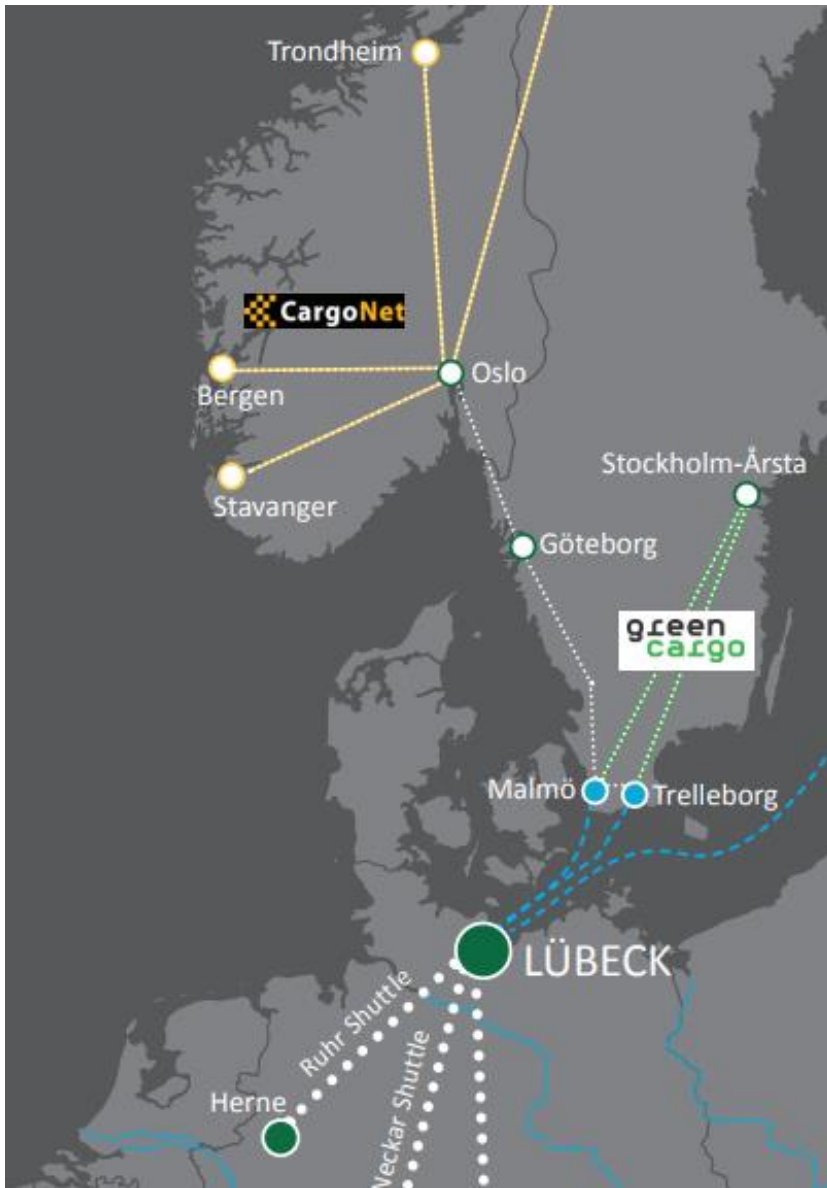 Trondheim
CargoNet
Oslo
Bergen
Stockholm-Årsta
Stavanger
Göteborg
green
cargo
Malmö
Trelleborg
LÜBECK
Ruhr Shuttle
Neckar Shuttle
Herne